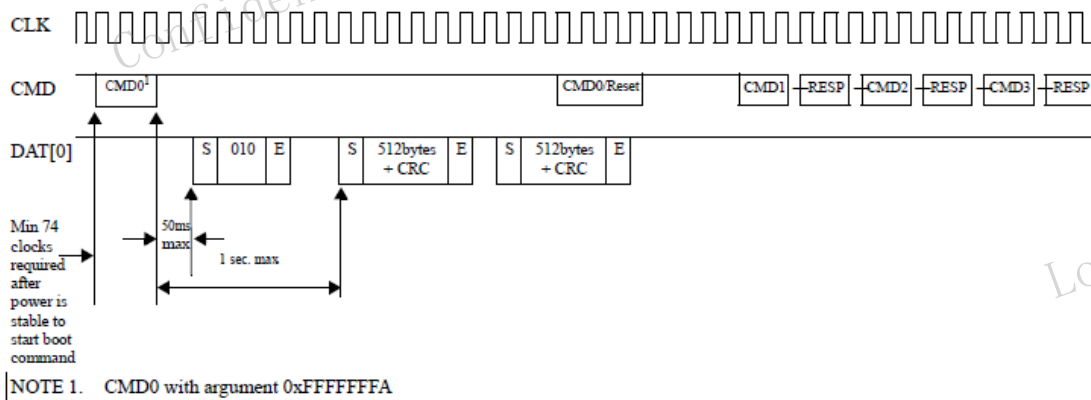 CLK
Confiden
CMD CMD0¹ CMD0/Reset CMD1 RESP CMD2 RESP CMD3 RESP
DAT[0] S 010 E S 512bytes + CRC E S 512bytes + CRC E
Min 74
clocks
required
after
power is
stable to
start boot
command
50ms
max
1 sec. max
Lo
NOTE 1. CMD0 with argument 0xFFFFFFFA